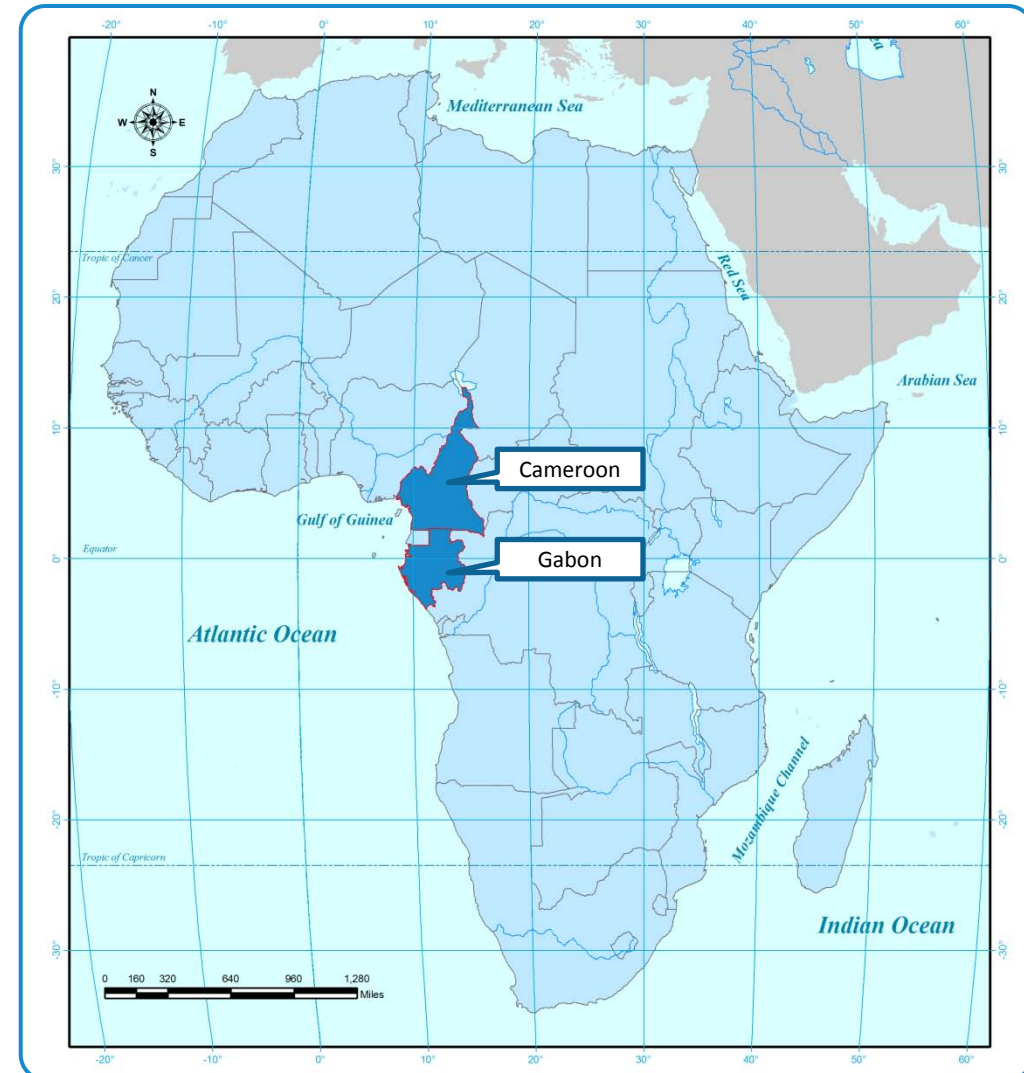 -20°
-10°
0°
10°
20°
30°
40°
50°
60°
N
W
E
S
Mediterranean Sea
30°
30°
Tropic of Cancer
Red Sea
20°
20°
Arabian Sea
10°
10°
Cameroon
Gulf of Guinea
Equator
Gabon
0°
0°
Atlantic Ocean
-10°
-10°
Mozambique Channel
-20°
-20°
Tropic of Capricorn
Indian Ocean
-30°
-30°
0 160 320 640 960 1,280
Miles
-20°
-10°
0°
10°
20°
30°
40°
50°
60°